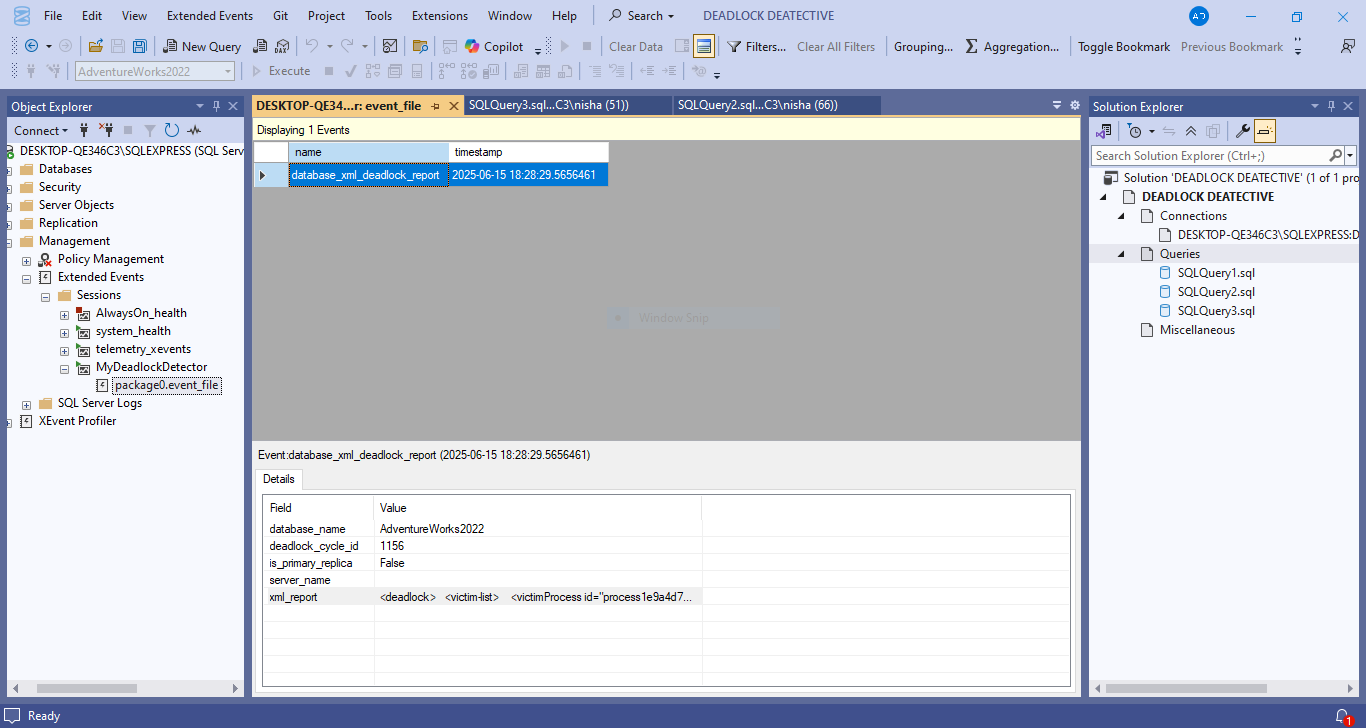 File Edit View Extended Events Git Project Tools Extensions Window Help Search DEADLOCK DEATECTIVE AD
New Query DAX Copilot Clear Data Filters... Clear All Filters Grouping... Aggregation... Toggle Bookmark Previous Bookmark
AdventureWorks2022 Execute
Object Explorer
Connect
DESKTOP-QE346C3\SQLEXPRESS (SQL Serv
Databases
Security
Server Objects
Replication
Management
Policy Management
Extended Events
Sessions
AlwaysOn_health
system_health
telemetry_xevents
MyDeadlockDetector
package0.event_file
SQL Server Logs
XEvent Profiler
DESKTOP-QE34...r: event_file SQLQuery3.sql...C3\nisha (51)) SQLQuery2.sql...C3\nisha (66))
Displaying 1 Events
name timestamp
database_xml_deadlock_report 2025-06-15 18:28:29.5656461
Window Snip
Event:database_xml_deadlock_report (2025-06-15 18:28:29.5656461)
Details
Field Value
database_name AdventureWorks2022
deadlock_cycle_id 1156
is_primary_replica False
server_name
xml_report <deadlock> <victim-list> <victimProcess id="process1e9a4d7...
Solution Explorer
Search Solution Explorer (Ctrl+;)
Solution 'DEADLOCK DEATECTIVE' (1 of 1 pro
DEADLOCK DEATECTIVE
Connections
DESKTOP-QE346C3\SQLEXPRESS:D
Queries
SQLQuery1.sql
SQLQuery2.sql
SQLQuery3.sql
Miscellaneous
Ready 1